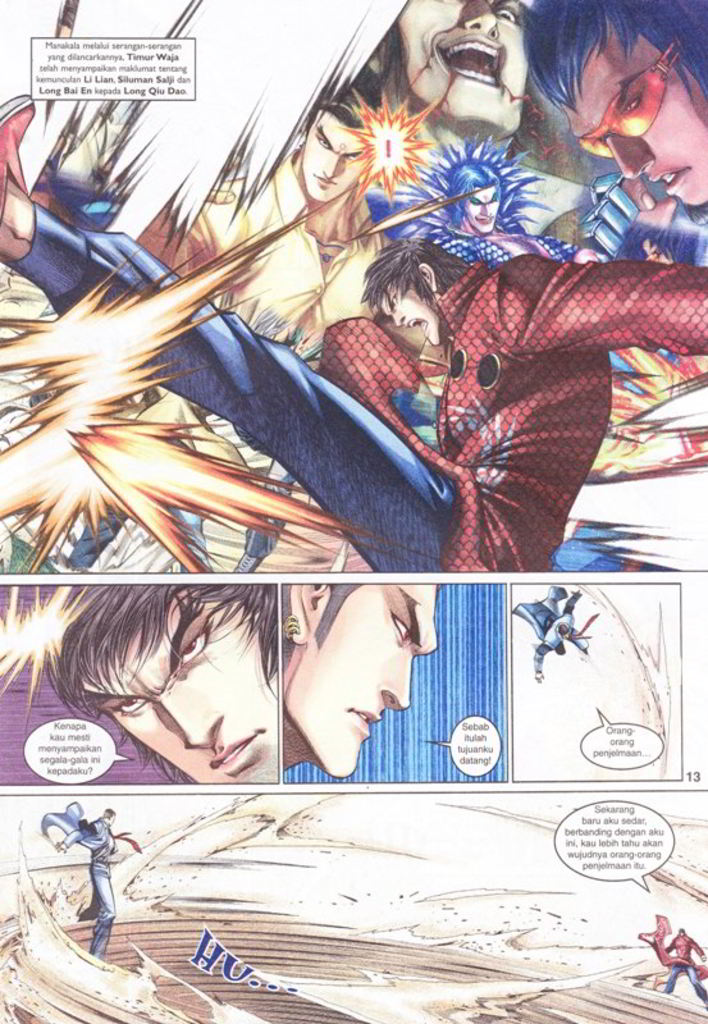 Manakala melalui serangan-serangan
yang dilancarkannya, Timur Waja
telah menyampaikan maklumat tentang
kemunculan Li Lian, Siluman Salji dan
Long Bai En kepada Long Qiu Dao.
!
Kenapa
kau mesti
menyampaikan
segala-gala ini
kepadaku?
Sebab
itulah
tujuanku
datang!
Orang-
orang
penjelmaan...
13
Sekarang
baru aku sedar,
berbanding dengan aku
ini, kau lebih tahu akan
wujudnya orang-orang
penjelmaan itu.
HU...